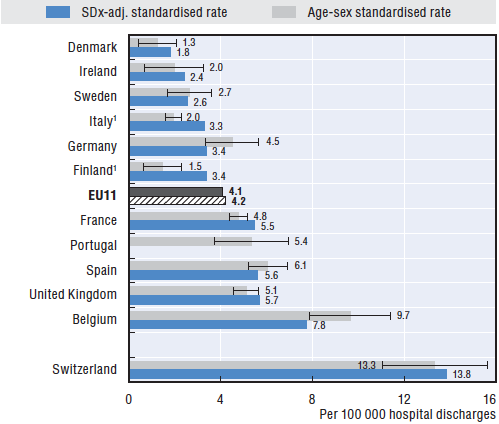 SDx-adj. standardised rate Age-sex standardised rate
Denmark 1.3
1.8
Ireland 2.0
2.4
Sweden 2.7
2.6
Italy¹ 2.0
3.3
Germany 4.5
3.4
Finland¹ 1.5
3.4
EU11 4.1
4.2
France 4.8
5.5
Portugal 5.4
Spain 6.1
5.6
United Kingdom 5.1
5.7
Belgium 9.7
7.8
Switzerland 13.3
13.8
0 4 8 12 16
Per 100 000 hospital discharges